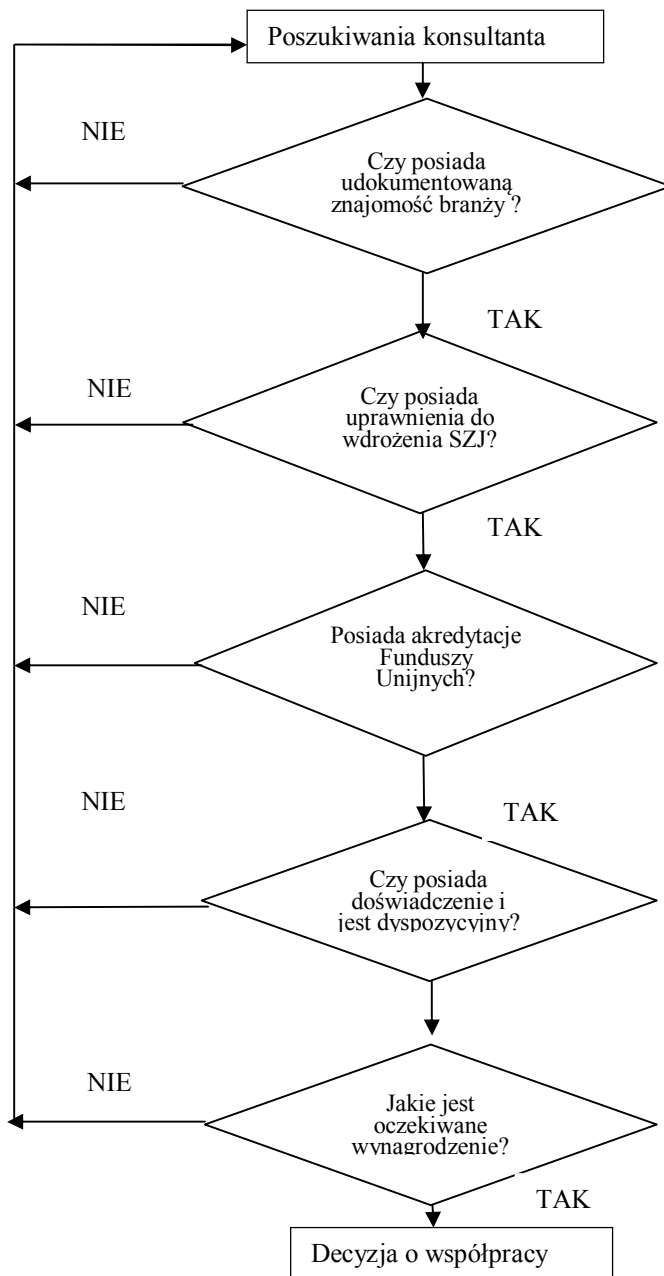 Poszukiwania konsultanta
NIE
Czy posiada
udokumentowaną
znajomość branży ?
TAK
NIE
Czy posiada
uprawnienia do
wdrożenia SZJ?
TAK
NIE
Posiada akredytacje
Funduszy
Unijnych?
NIE
TAK
Czy posiada
doświadczenie i
jest dyspozycyjny?
NIE
Jakie jest
oczekiwane
wynagrodzenie?
TAK
Decyzja o współpracy